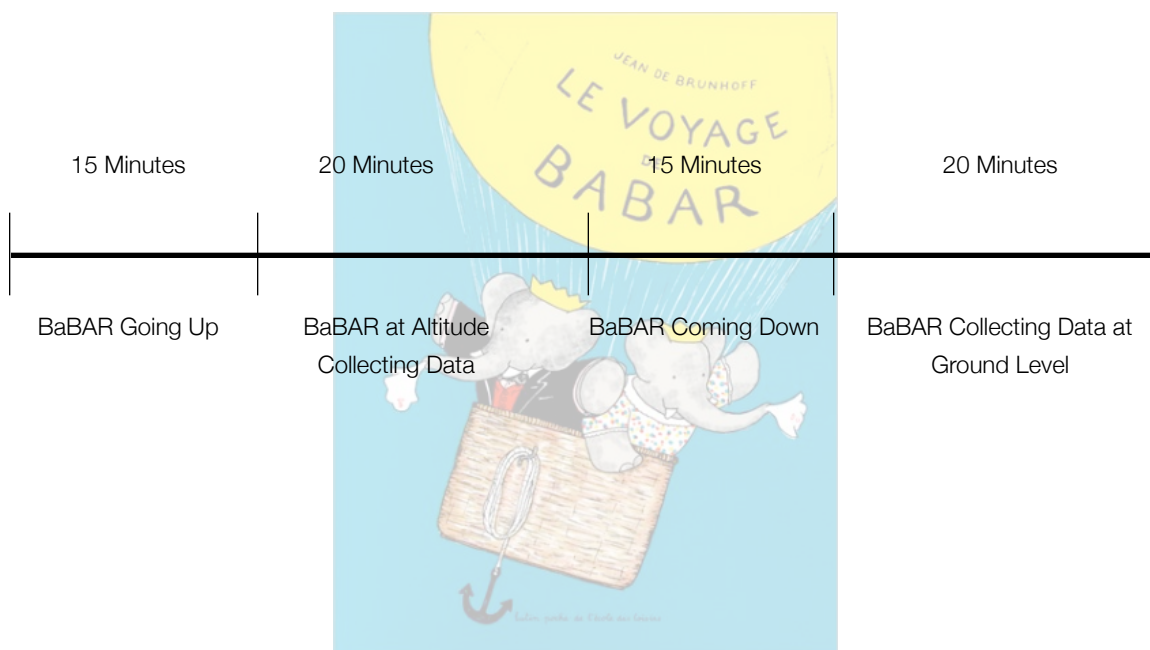 JEAN DE BRUNHOFF
LE VOYAGE
DE
BABAR
15 Minutes
20 Minutes
15 Minutes
20 Minutes
BaBAR Going Up
BaBAR at Altitude
Collecting Data
BaBAR Coming Down
BaBAR Collecting Data at
Ground Level